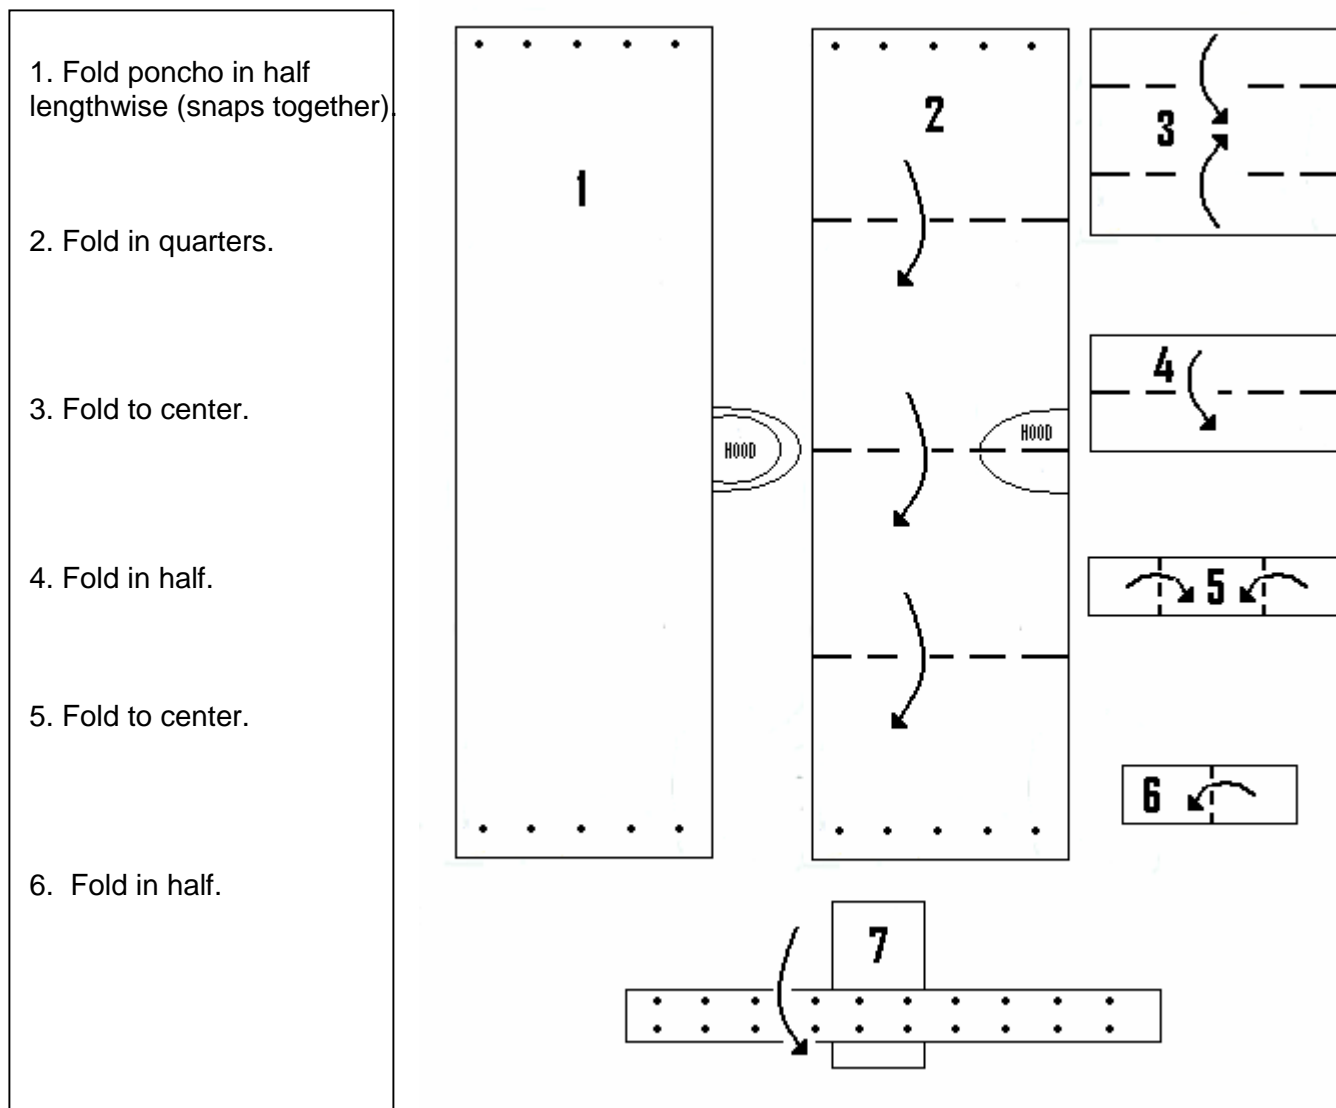 1. Fold poncho in half
lengthwise (snaps together).
2. Fold in quarters.
3. Fold to center.
4. Fold in half.
5. Fold to center.
6. Fold in half.
1
HOOD
2
HOOD
3
4
5
6
7